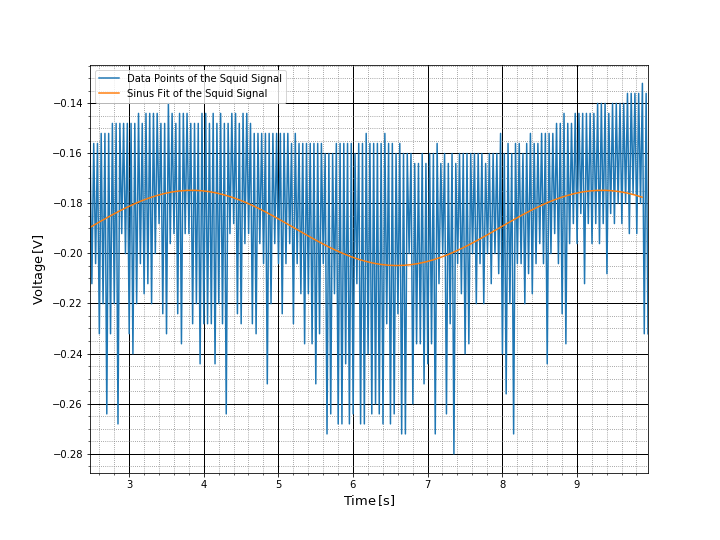 Data Points of the Squid Signal
Sinus Fit of the Squid Signal
−0.14
−0.16
−0.18
−0.20
−0.22
−0.24
−0.26
−0.28
Voltage [V]
3 4 5 6 7 8 9
Time [s]